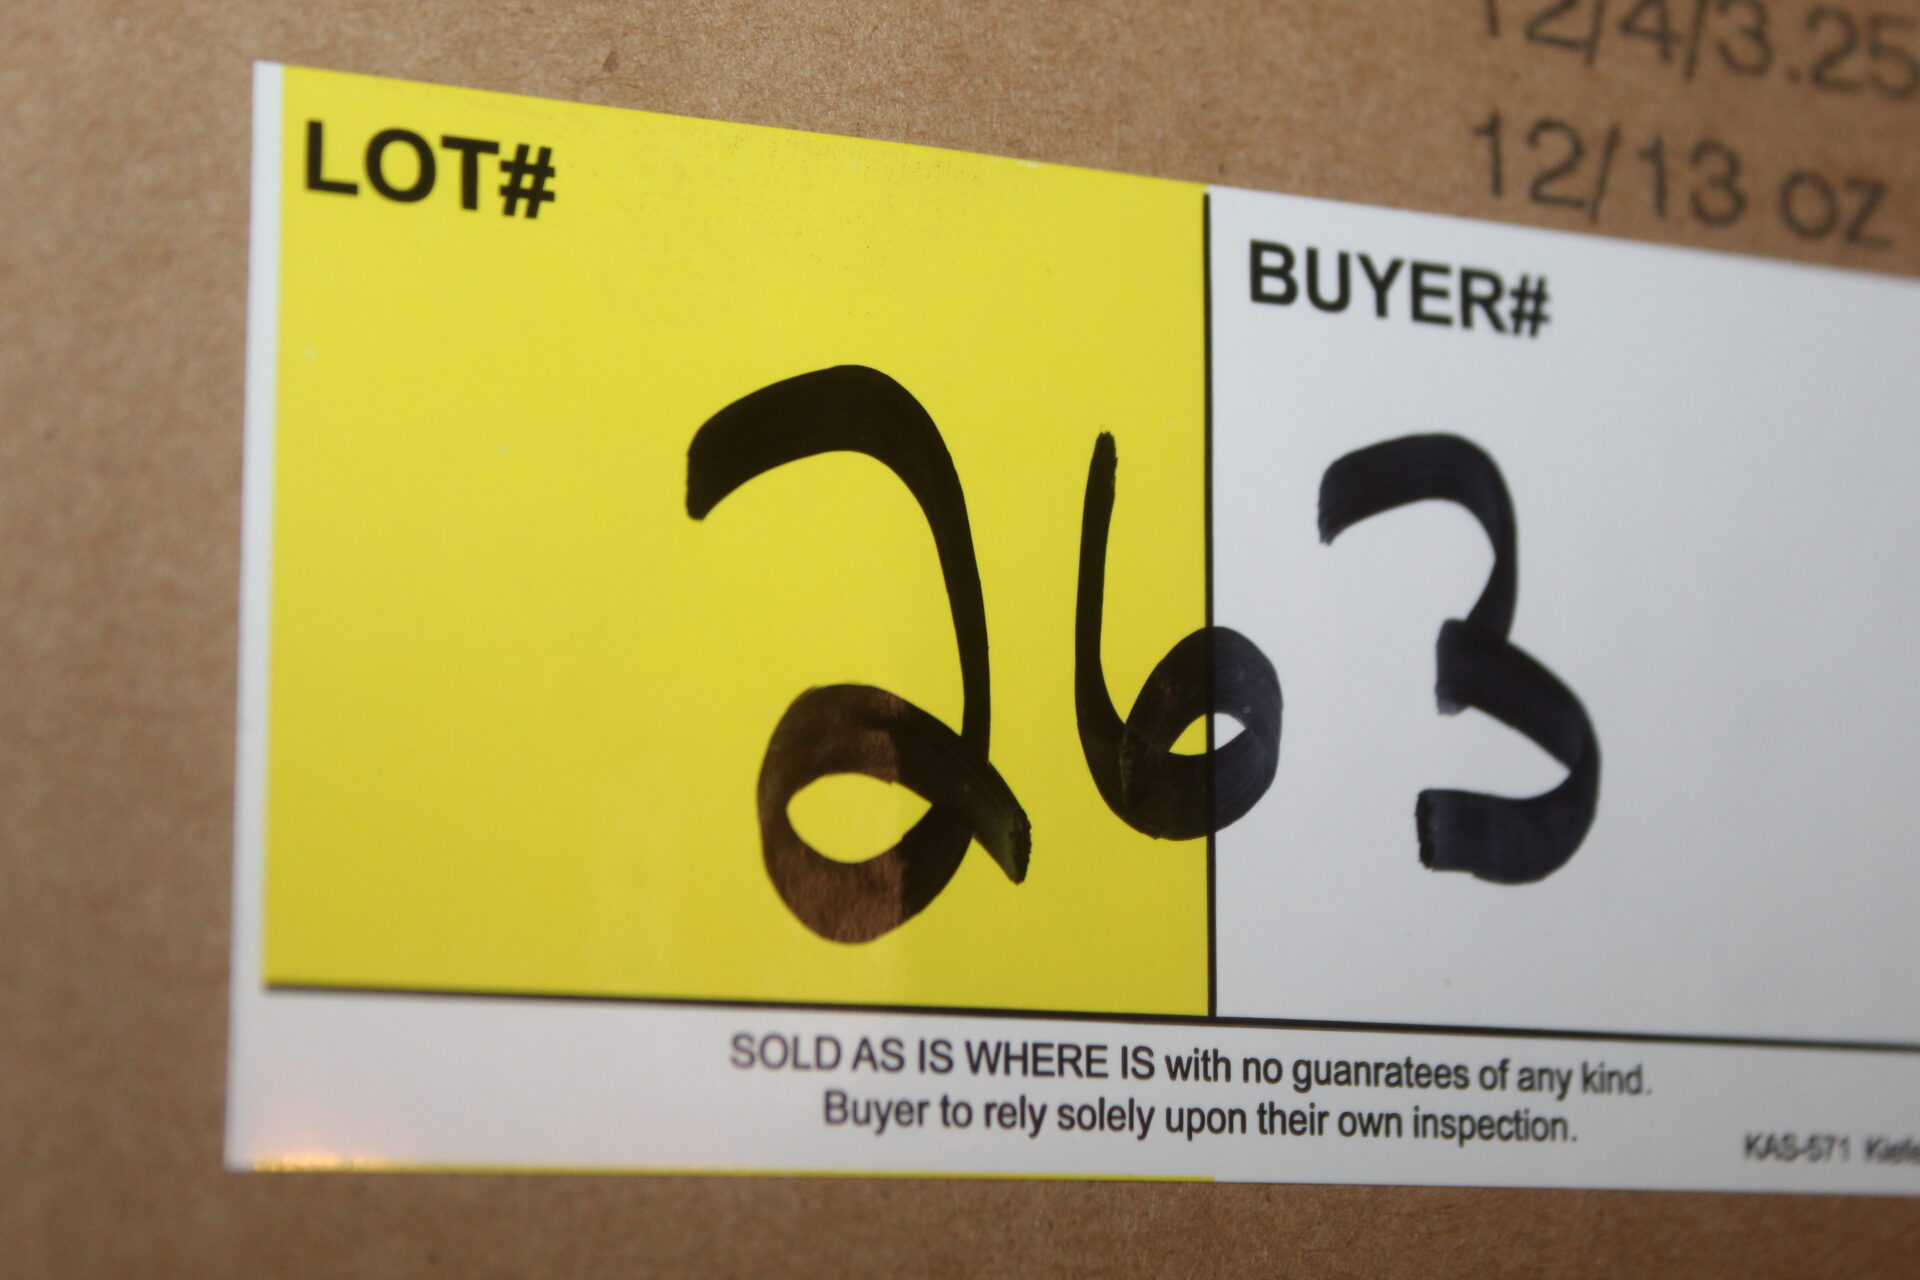 12/4/3.25
12/13 oz
LOT#
BUYER#
263
SOLD AS IS WHERE IS with no guanratees of any kind.
Buyer to rely solely upon their own inspection.
KAS-571